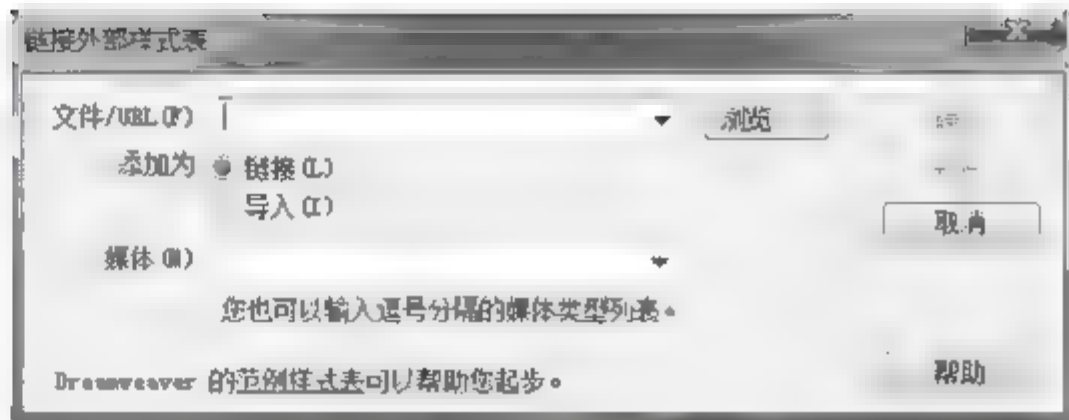 链接外部样式表
文件/URL(F) 浏览
添加为 链接(L)
导入(I)
取消
媒体(M)
您也可以输入逗号分隔的媒体类型列表。
Dreamweaver 的范例样式表可以帮助您起步。
帮助